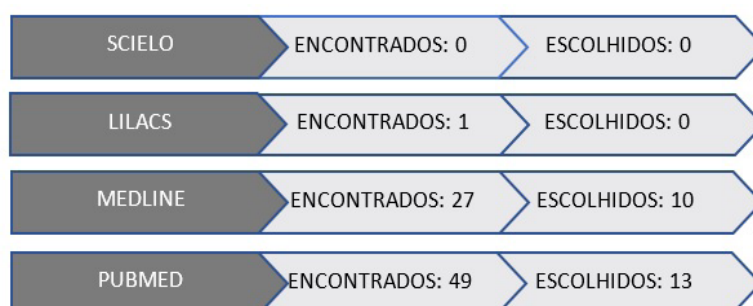 SCIELO ENCONTRADOS: 0 ESCOLHIDOS: 0
LILACS ENCONTRADOS: 1 ESCOLHIDOS: 0
MEDLINE ENCONTRADOS: 27 ESCOLHIDOS: 10
PUBMED ENCONTRADOS: 49 ESCOLHIDOS: 13